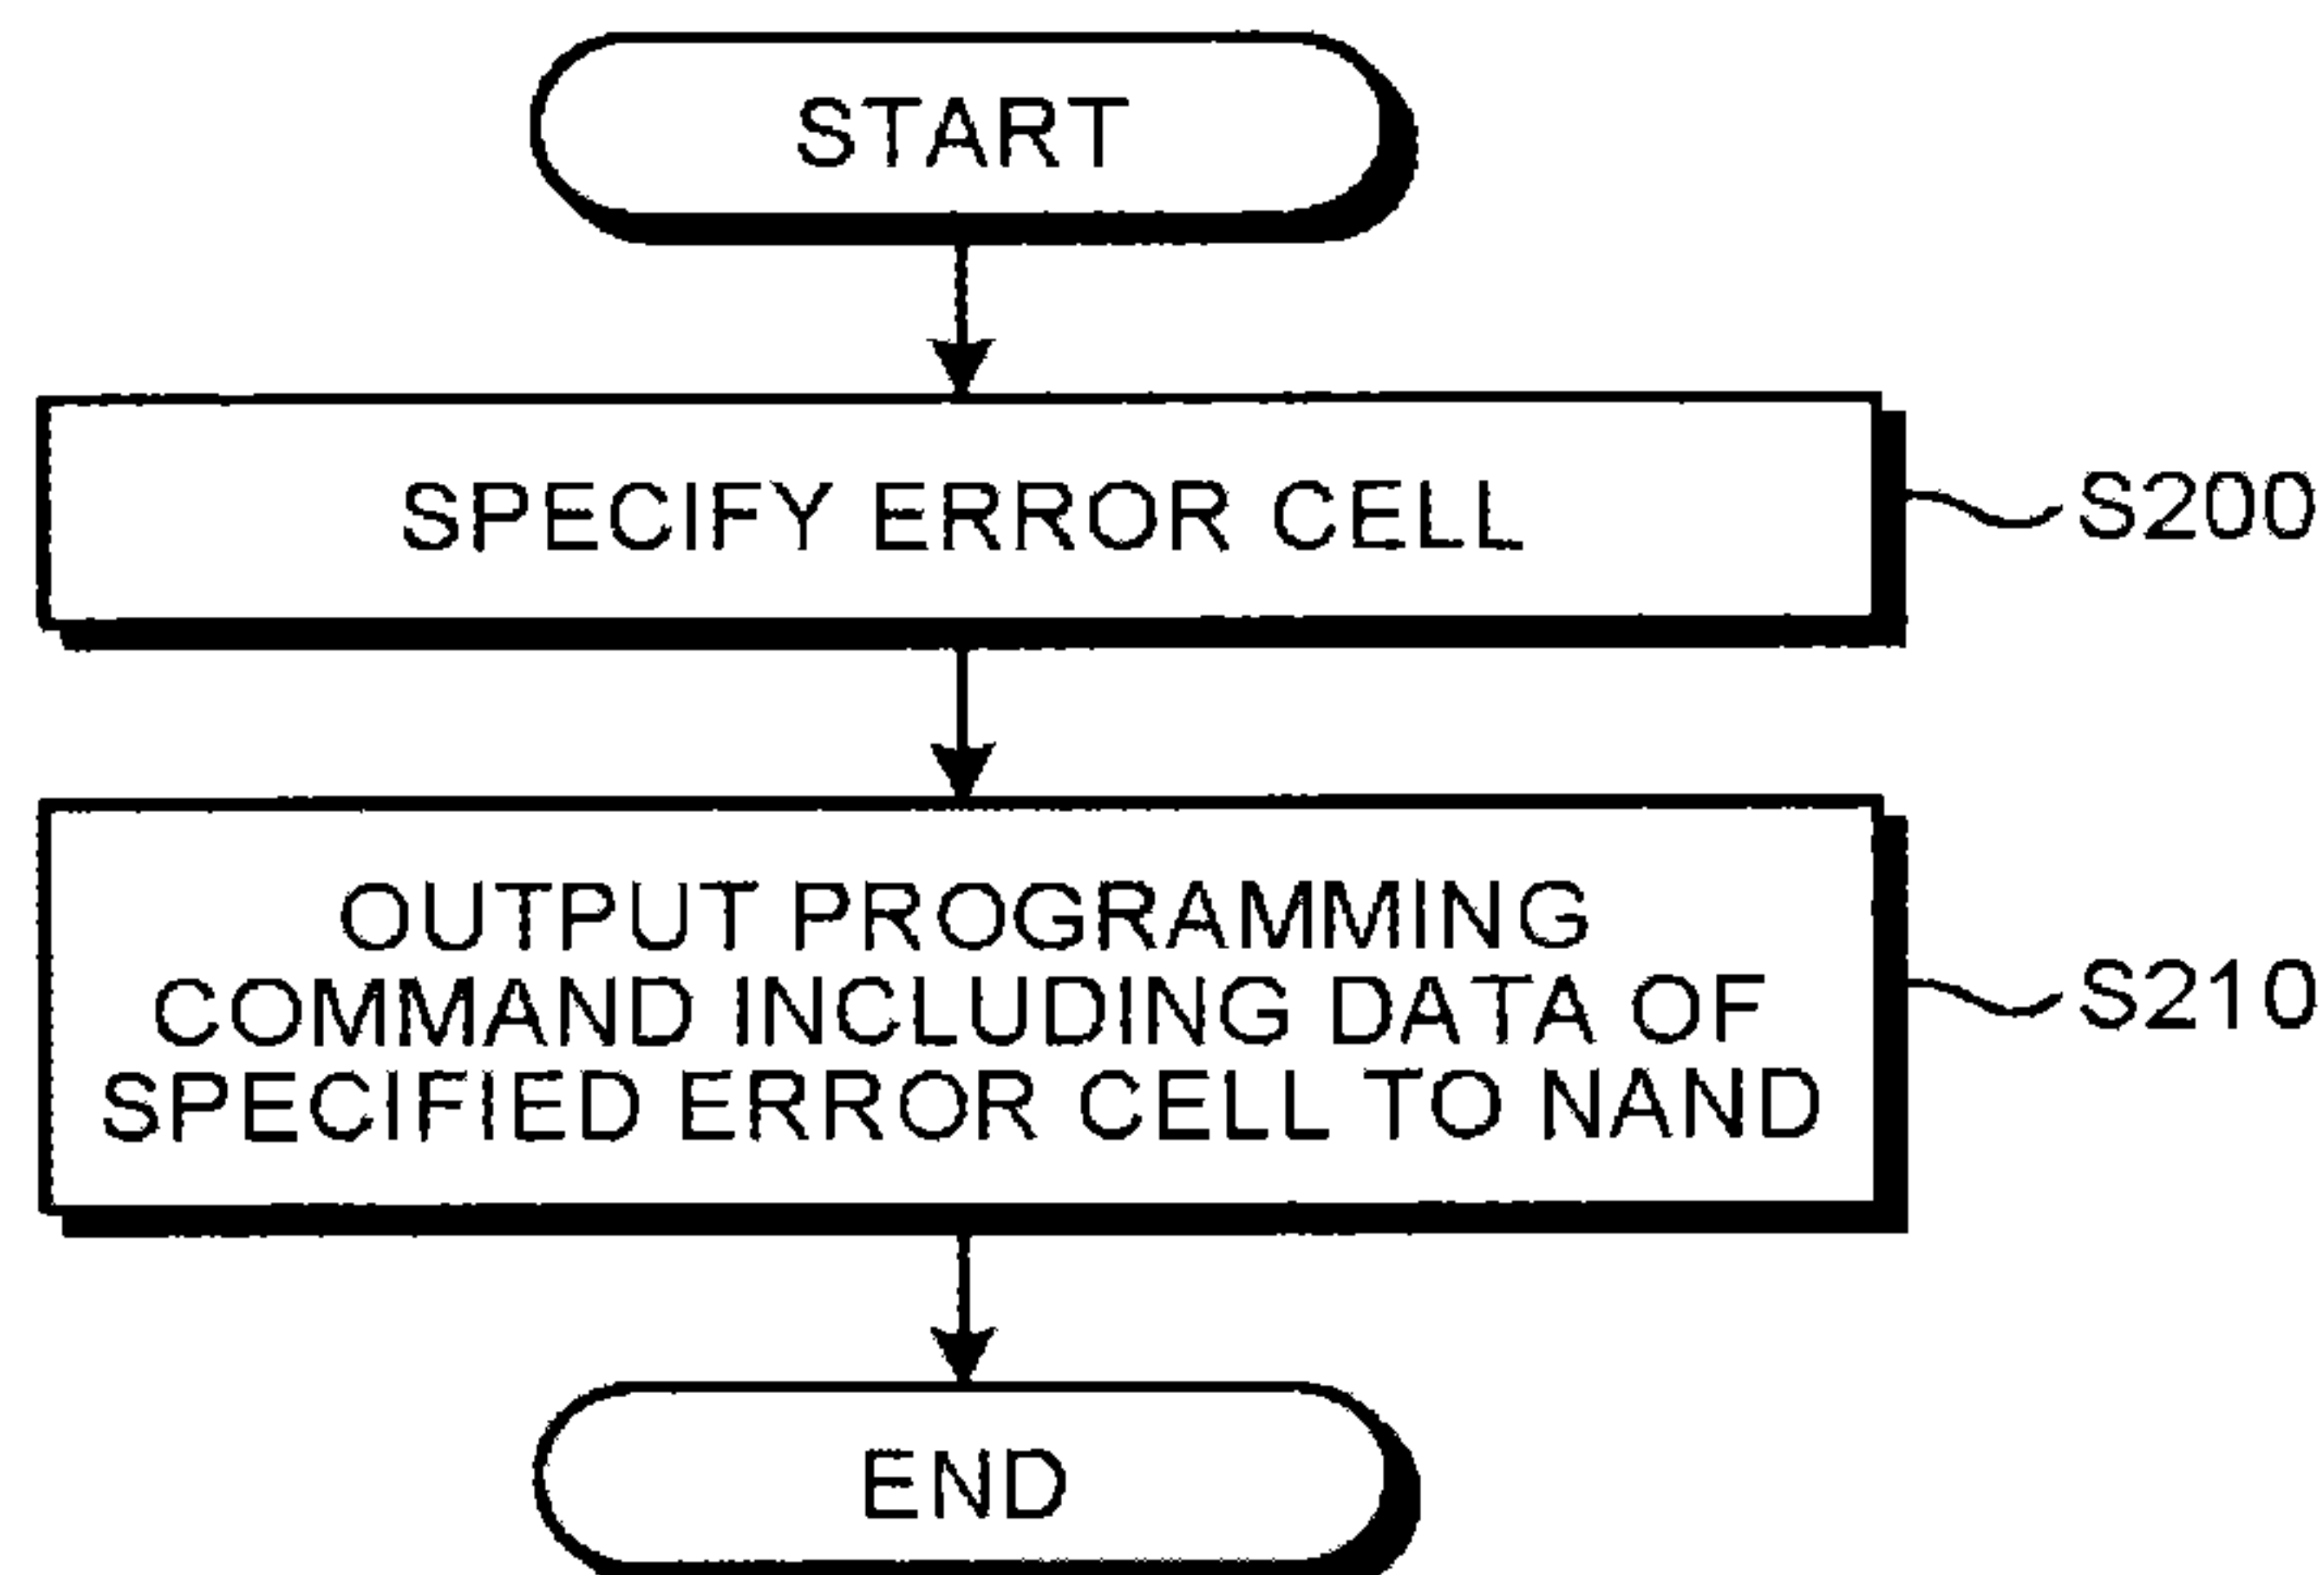 START
SPECIFY ERROR CELL
S200
OUTPUT PROGRAMMING
COMMAND INCLUDING DATA OF
SPECIFIED ERROR CELL TO NAND
S210
END